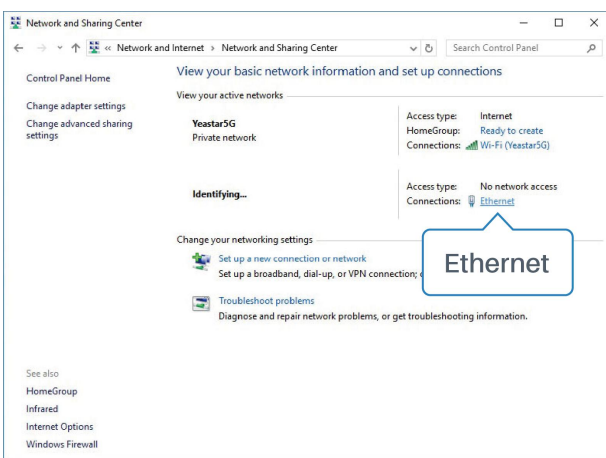 Network and Sharing Center
« Network and Internet › Network and Sharing Center
Search Control Panel
Control Panel Home
Change adapter settings
Change advanced sharing
settings
View your basic network information and set up connections
View your active networks
Yeastar5G
Private network
Access type: Internet
HomeGroup: Ready to create
Connections: Wi-Fi (Yeastar5G)
Identifying...
Access type: No network access
Connections: Ethernet
Ethernet
Change your networking settings
Set up a new connection or network
Set up a broadband, dial-up, or VPN connection;
Troubleshoot problems
Diagnose and repair network problems, or get troubleshooting information.
See also
HomeGroup
Infrared
Internet Options
Windows Firewall